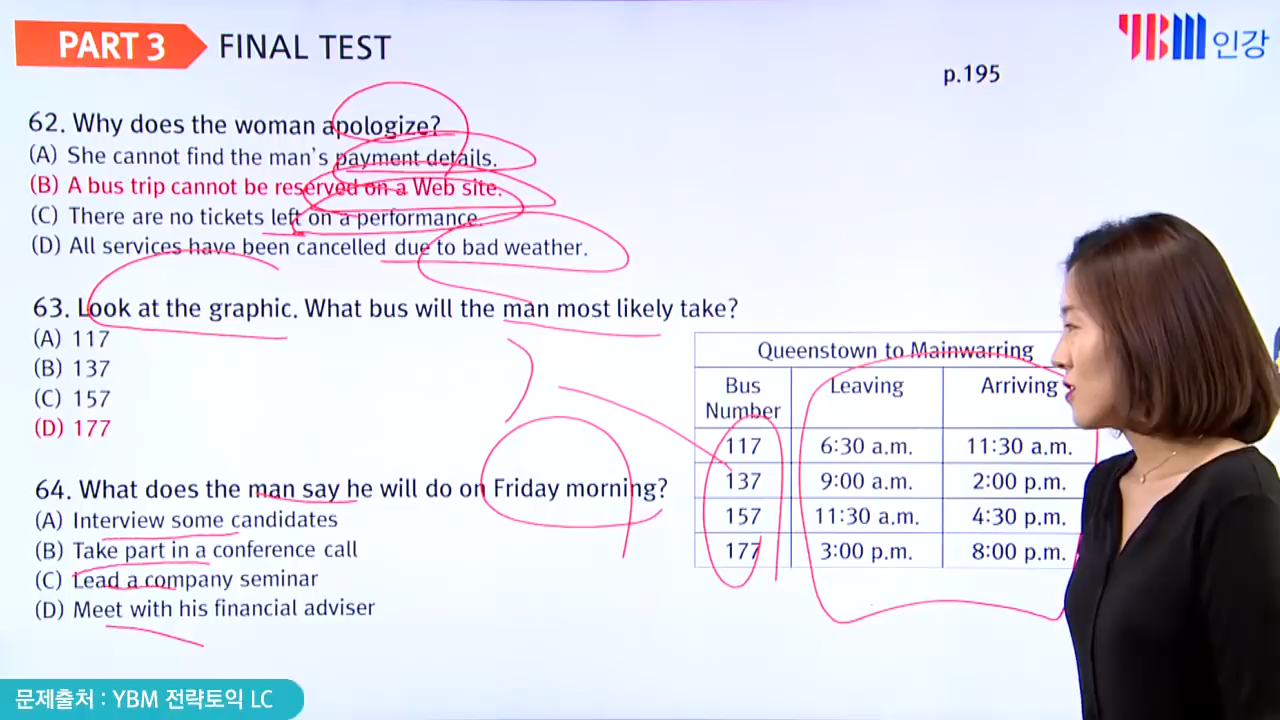 PART 3 FINAL TEST
YBM 인강
p.195
62. Why does the woman apologize?
(A) She cannot find the man's payment details.
(B) A bus trip cannot be reserved on a Web site.
(C) There are no tickets left on a performance.
(D) All services have been cancelled due to bad weather.
63. Look at the graphic. What bus will the man most likely take?
(A) 117
(B) 137
(C) 157
(D) 177
Queenstown to Mainwarring
Bus Number Leaving Arriving
117 6:30 a.m. 11:30 a.m.
137 9:00 a.m. 2:00 p.m.
157 11:30 a.m. 4:30 p.m.
177 3:00 p.m. 8:00 p.m.
64. What does the man say he will do on Friday morning?
(A) Interview some candidates
(B) Take part in a conference call
(C) Lead a company seminar
(D) Meet with his financial adviser
문제출처 : YBM 전략토익 LC